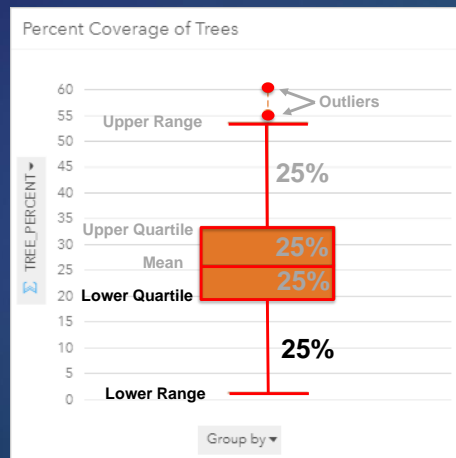 Percent Coverage of Trees
60
Outliers
55
Upper Range
50
45
25%
40
35
Upper Quartile
30
25%
Mean
25
25%
20
Lower Quartile
15
10
25%
5
Lower Range
0
TREE_PERCENT
Group by